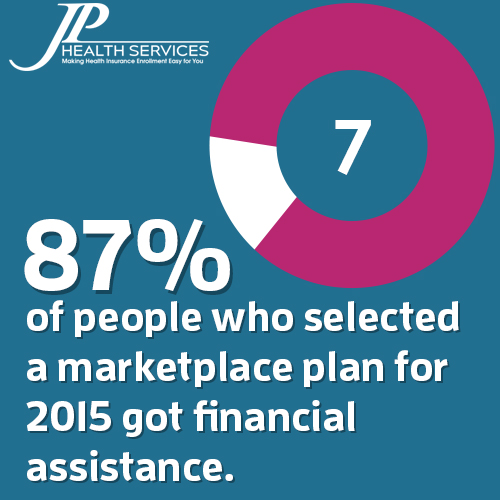 JP
HEALTH SERVICES
Making Health Insurance Enrollment Easy for You
7
87%
of people who selected
a marketplace plan for
2015 got financial
assistance.